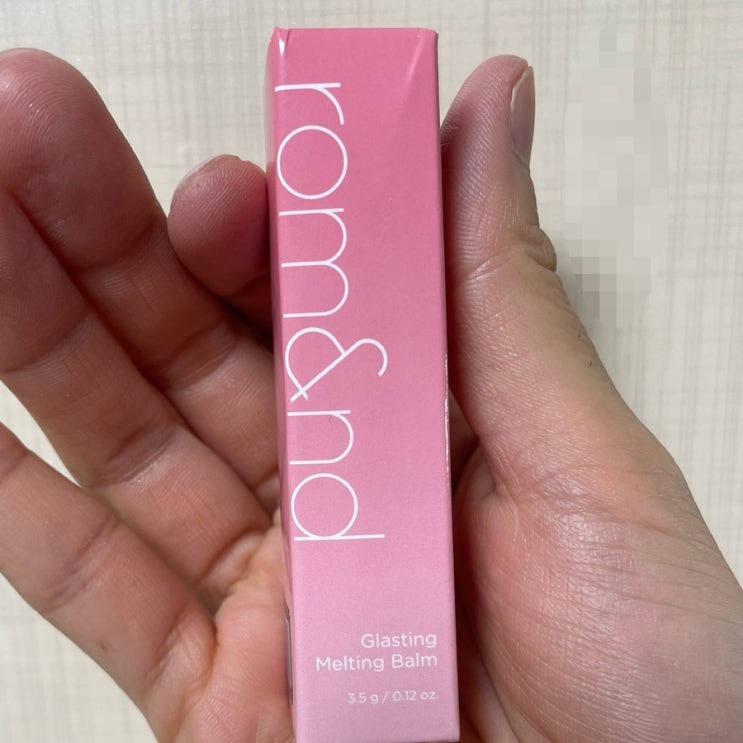 rom&nd
Glasting
Melting Balm
3.5 g / 0.12 oz.